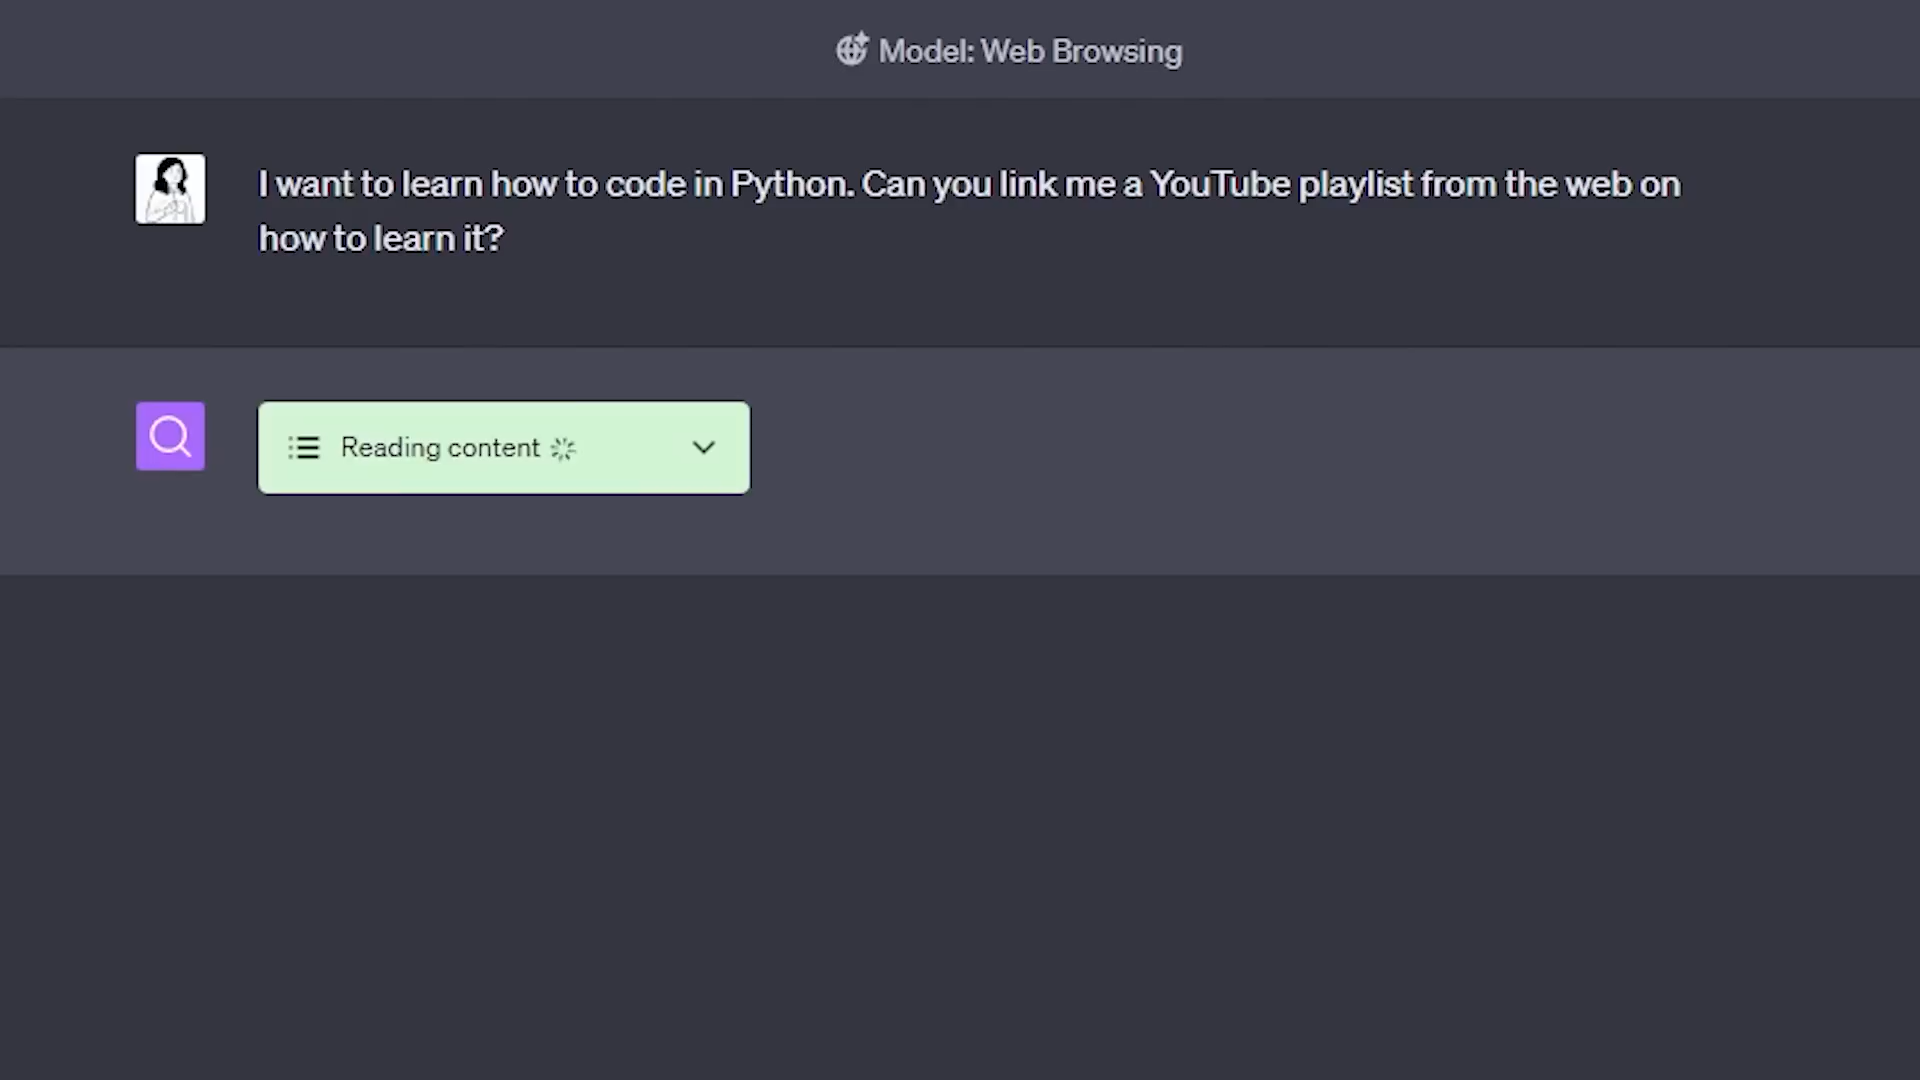 Model: Web Browsing
I want to learn how to code in Python. Can you link me a YouTube playlist from the web on
how to learn it?
Reading content